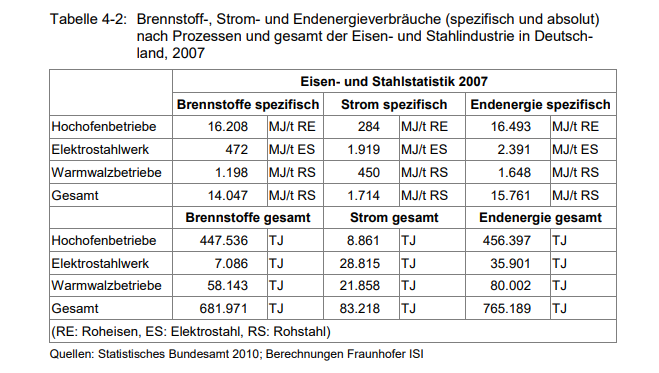 Tabelle 4-2: Brennstoff-, Strom- und Endenergieverbräuche (spezifisch und absolut)
nach Prozessen und gesamt der Eisen- und Stahlindustrie in Deutsch-
land, 2007
Eisen- und Stahlstatistik 2007
Brennstoffe spezifisch Strom spezifisch Endenergie spezifisch
Hochofenbetriebe 16.208 MJ/t RE 284 MJ/t RE 16.493 MJ/t RE
Elektrostahlwerk 472 MJ/t ES 1.919 MJ/t ES 2.391 MJ/t ES
Warmwalzbetriebe 1.198 MJ/t RS 450 MJ/t RS 1.648 MJ/t RS
Gesamt 14.047 MJ/t RS 1.714 MJ/t RS 15.761 MJ/t RS
Brennstoffe gesamt Strom gesamt Endenergie gesamt
Hochofenbetriebe 447.536 TJ 8.861 TJ 456.397 TJ
Elektrostahlwerk 7.086 TJ 28.815 TJ 35.901 TJ
Warmwalzbetriebe 58.143 TJ 21.858 TJ 80.002 TJ
Gesamt 681.971 TJ 83.218 TJ 765.189 TJ
(RE: Roheisen, ES: Elektrostahl, RS: Rohstahl)
Quellen: Statistisches Bundesamt 2010; Berechnungen Fraunhofer ISI